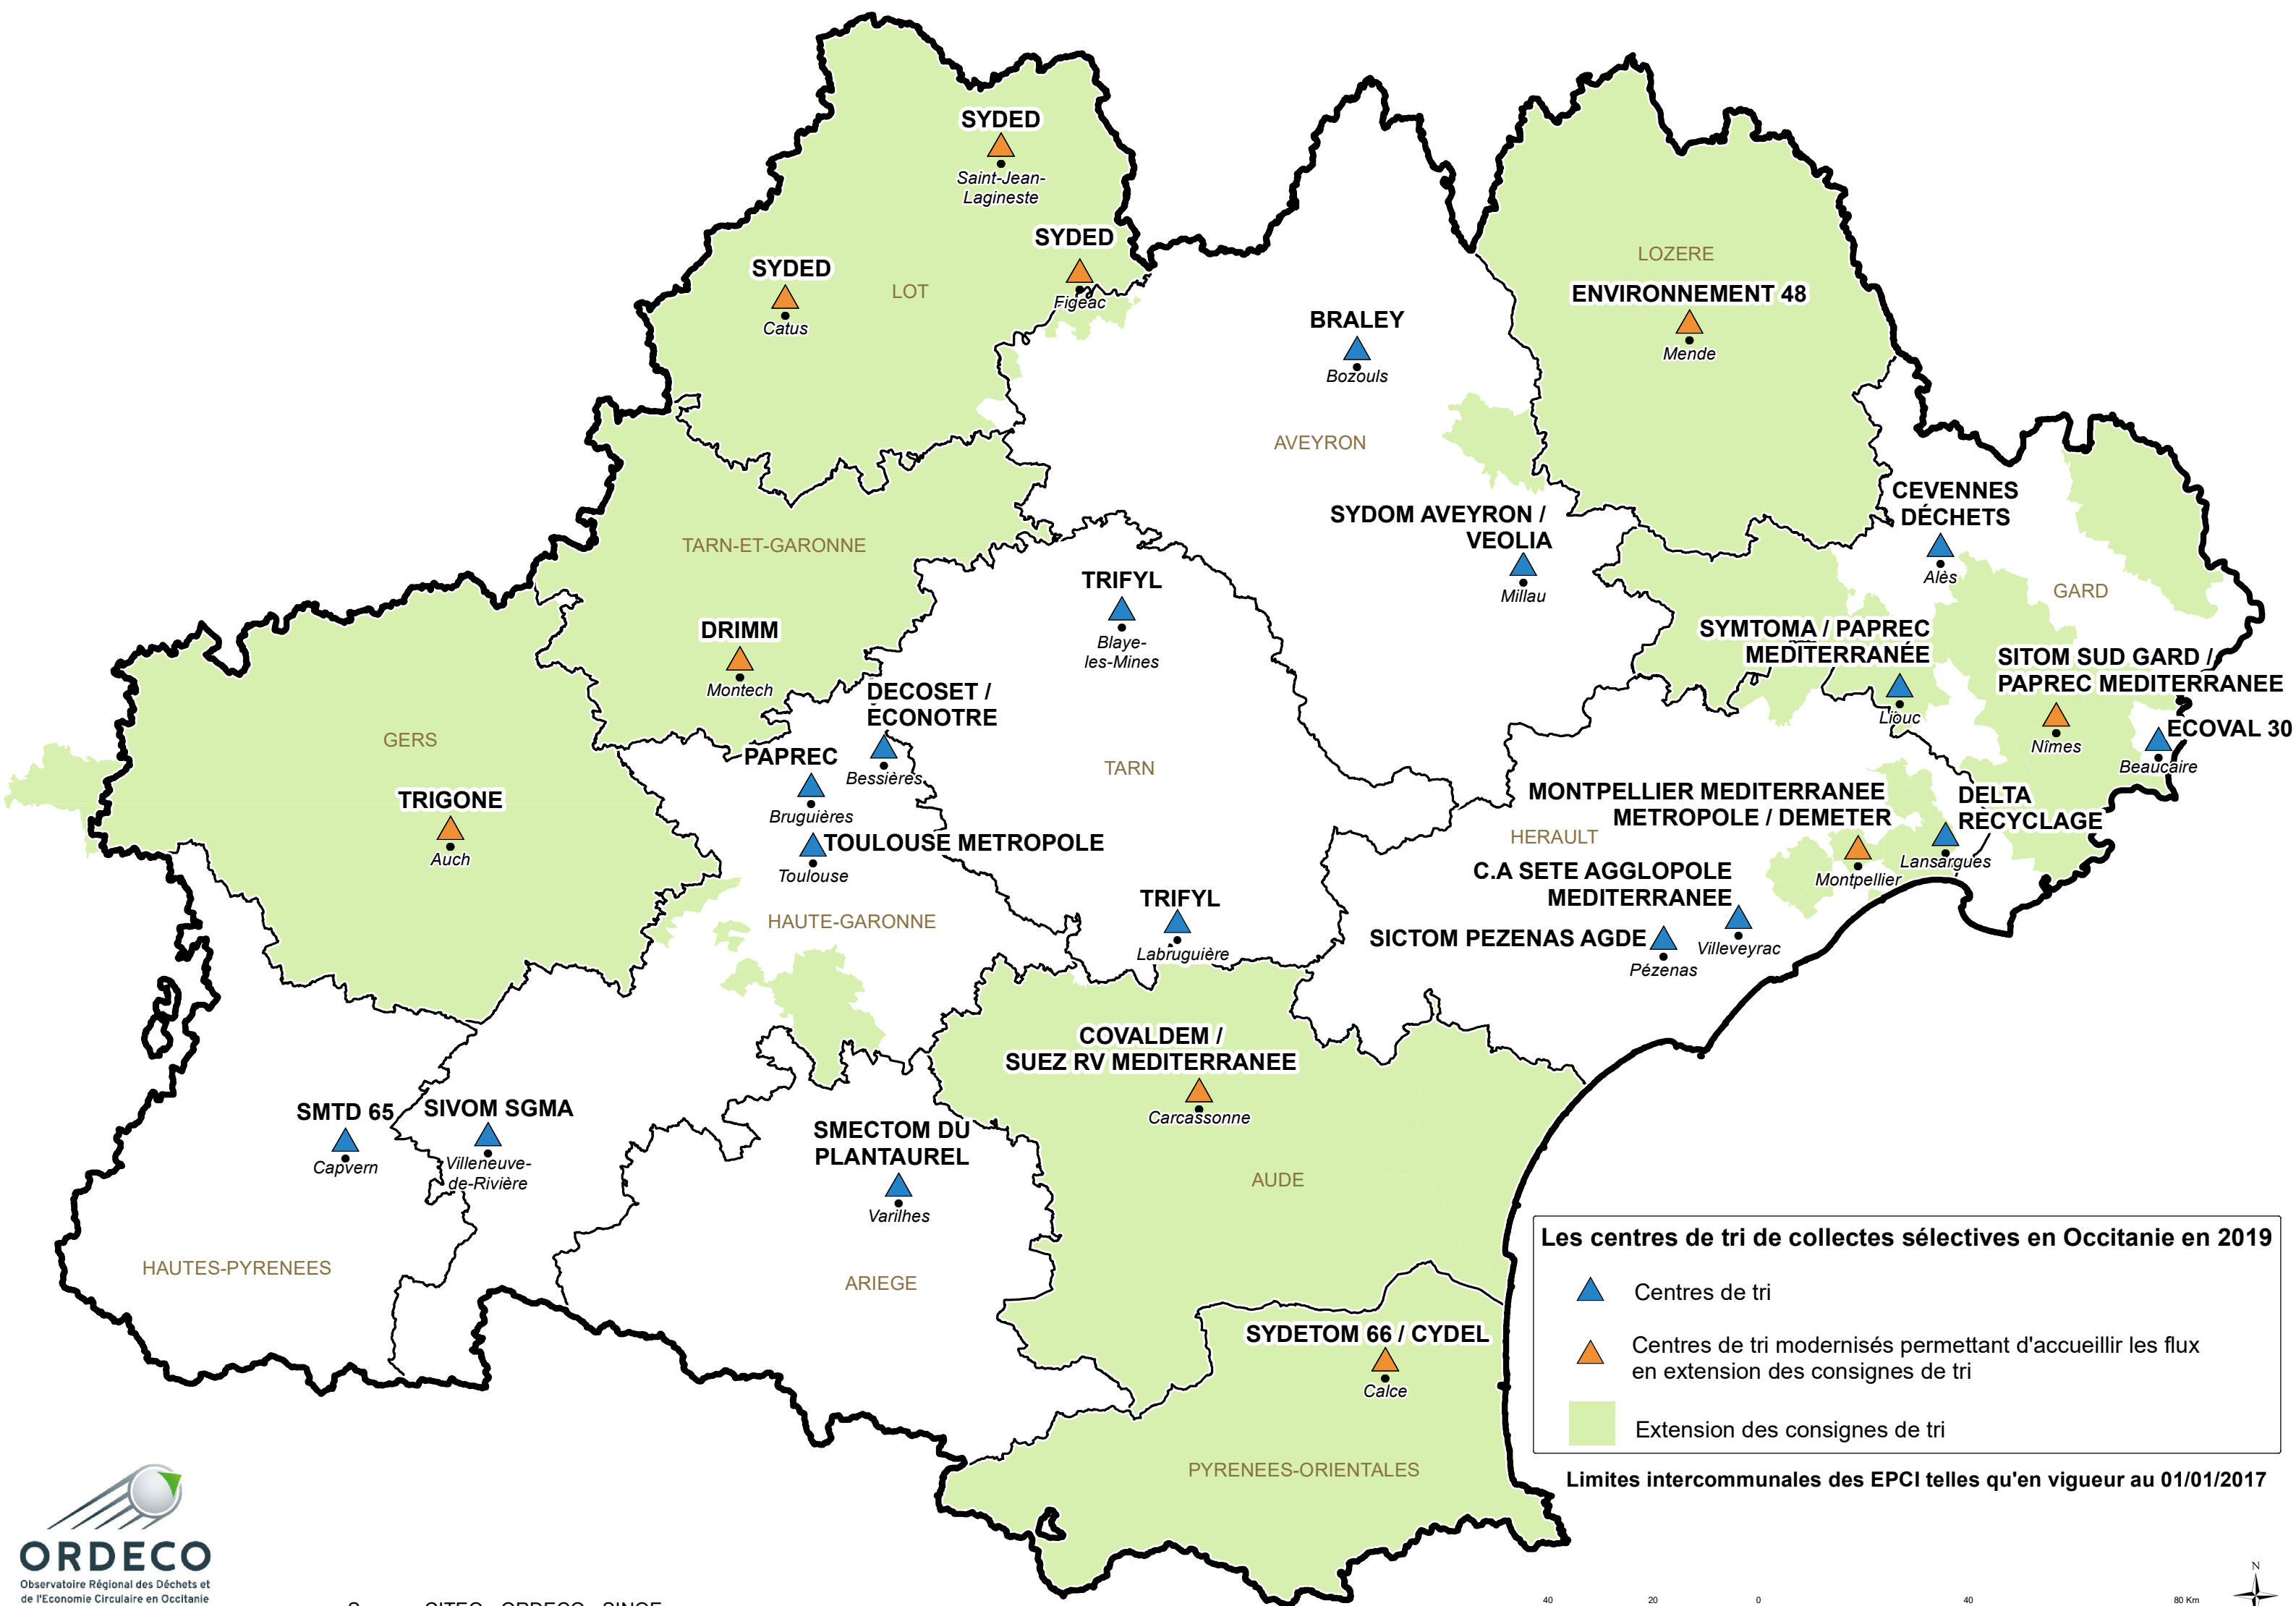 SYDED
Saint-Jean-
Lagineste
SYDED
Figeac
SYDED
Catus
LOT
LOZERE
ENVIRONNEMENT 48
Mende
BRALEY
Bozouls
AVEYRON
SYDOM AVEYRON /
VEOLIA
Millau
CEVENNES
DÉCHETS
Alès
GARD
TARN-ET-GARONNE
DRIMM
Montech
TRIFYL
Blaye-
les-Mines
SYMTOMA / PAPREC
MEDITERRANÉE
Liouc
SITOM SUD GARD /
PAPREC MEDITERRANEE
Nîmes
ECOVAL 30
Beaucaire
DECOSET /
ECONOTRE
Bessières
PAPREC
Bruguières
TOULOUSE METROPOLE
Toulouse
HAUTE-GARONNE
GERS
TRIGONE
Auch
TARN
TRIFYL
Labruguière
MONTPELLIER MEDITERRANEE
METROPOLE / DEMETER
Montpellier
DELTA
RECYCLAGE
Lansargues
HERAULT
C.A SETE AGGLOPOLE
MEDITERRANEE
Villeveyrac
SICTOM PEZENAS AGDE
Pézenas
COVALDEM /
SUEZ RV MEDITERRANEE
Carcassonne
AUDE
SMTD 65
Capvern
SIVOM SGMA
Villeneuve-
de-Rivière
SMECTOM DU
PLANTAUREL
Varilhes
HAUTES-PYRENEES
ARIEGE
SYDETOM 66 / CYDEL
Calce
PYRENEES-ORIENTALES
Les centres de tri de collectes sélectives en Occitanie en 2019
Centres de tri
Centres de tri modernisés permettant d'accueillir les flux
en extension des consignes de tri
Extension des consignes de tri
Limites intercommunales des EPCI telles qu'en vigueur au 01/01/2017
ORDECO
Observatoire Régional des Déchets et
de l'Economie Circulaire en Occitanie
40 20 0 40 80 Km
N